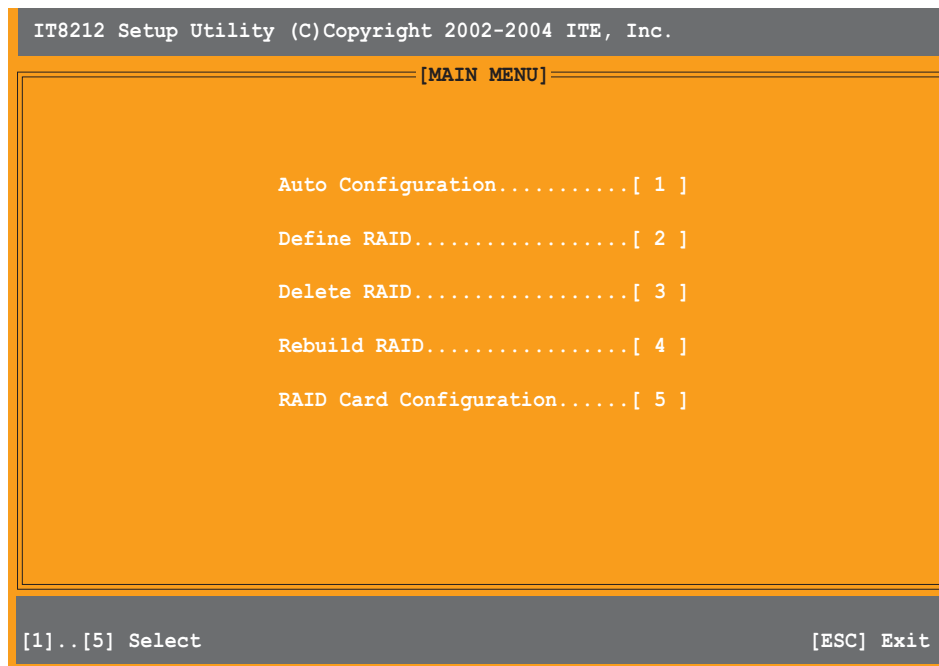 IT8212 Setup Utility (C)Copyright 2002-2004 ITE, Inc.
[MAIN MENU]
Auto Configuration...........[ 1 ]
Define RAID..................[ 2 ]
Delete RAID..................[ 3 ]
Rebuild RAID.................[ 4 ]
RAID Card Configuration......[ 5 ]
[1]..[5] Select [ESC] Exit